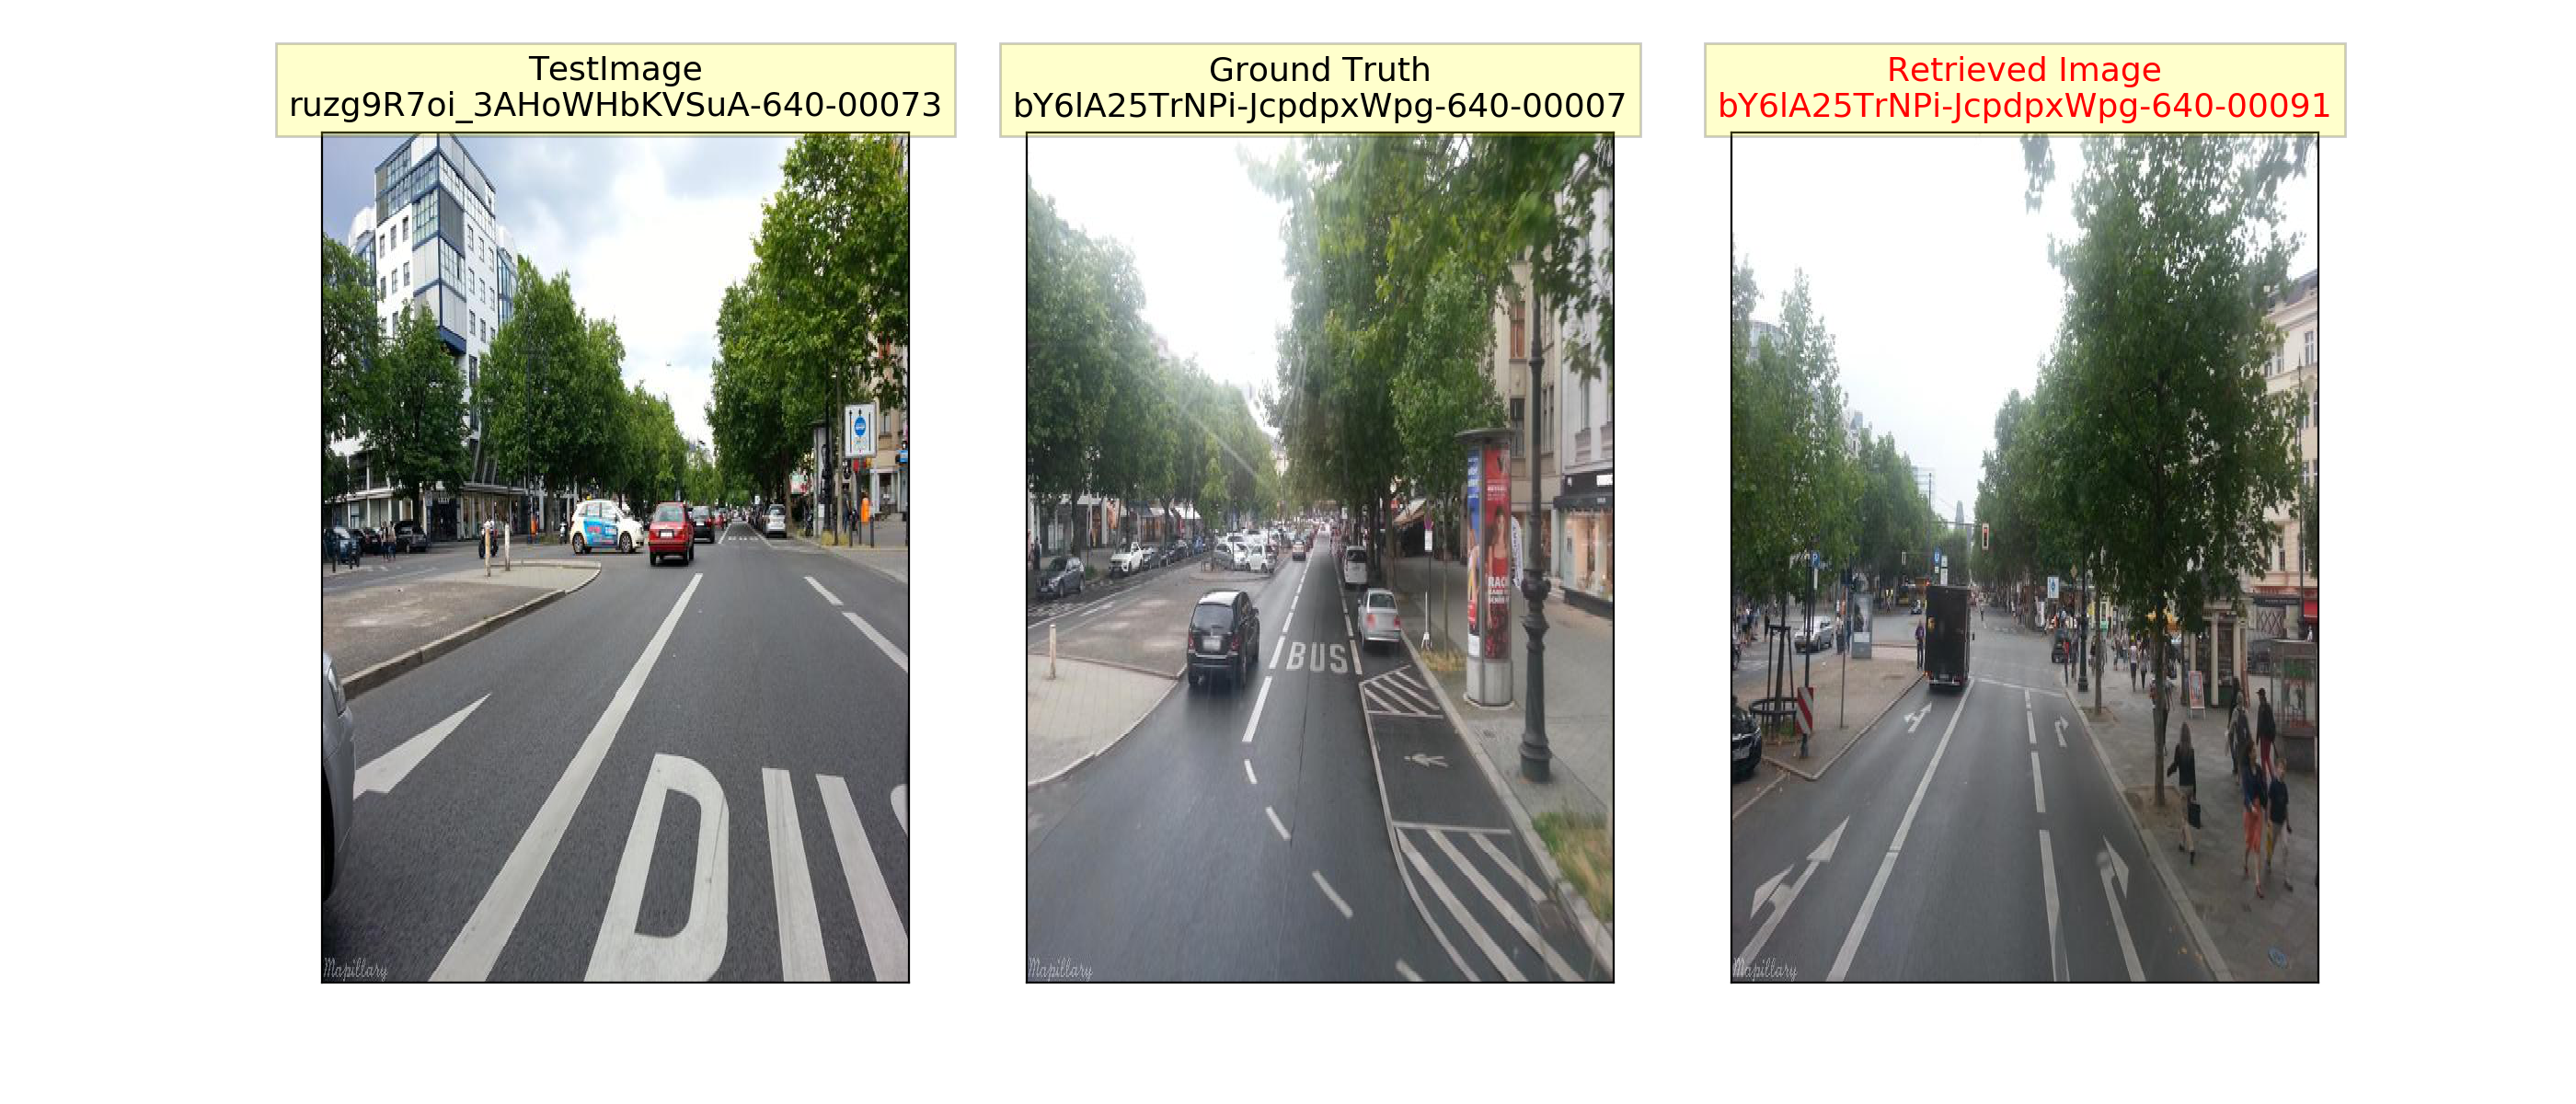 TestImage
ruzg9R7oi_3AHoWHbKVSuA-640-00073
Ground Truth
bY6lA25TrNPi-JcpdpxWpg-640-00007
Retrieved Image
bY6lA25TrNPi-JcpdpxWpg-640-00091
BUS
Mapillary
Mapillary
Mapillary